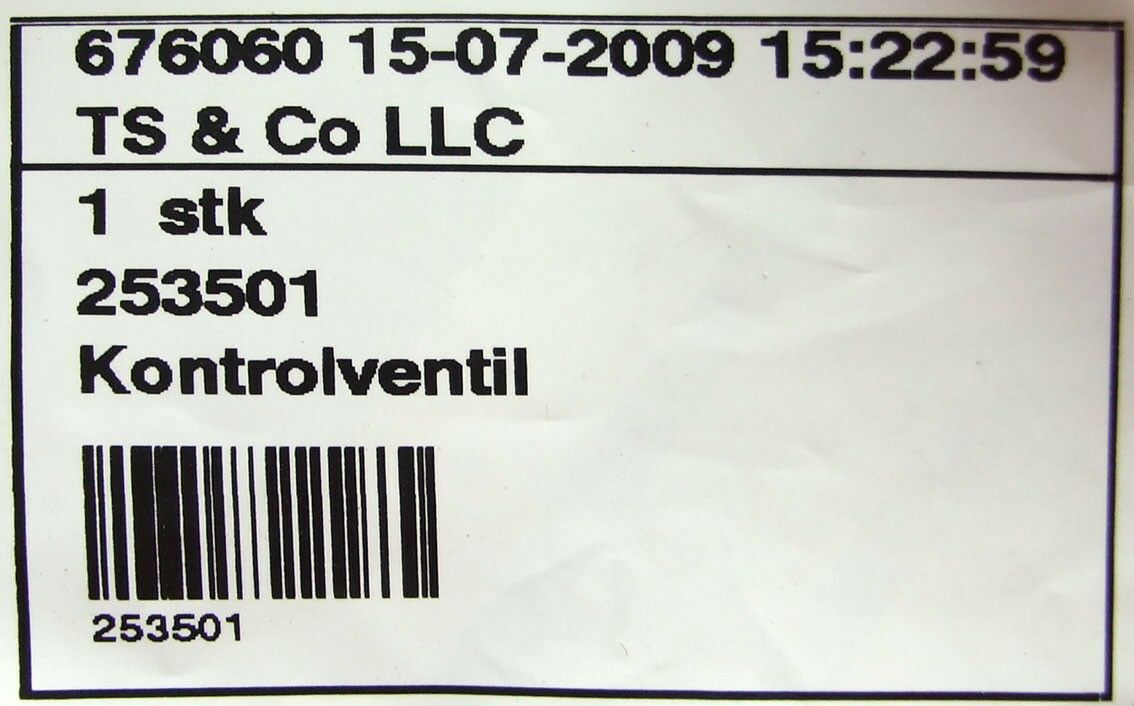 676060 15-07-2009 15:22:59
TS & Co LLC
1 stk
253501
Kontrolventil
253501